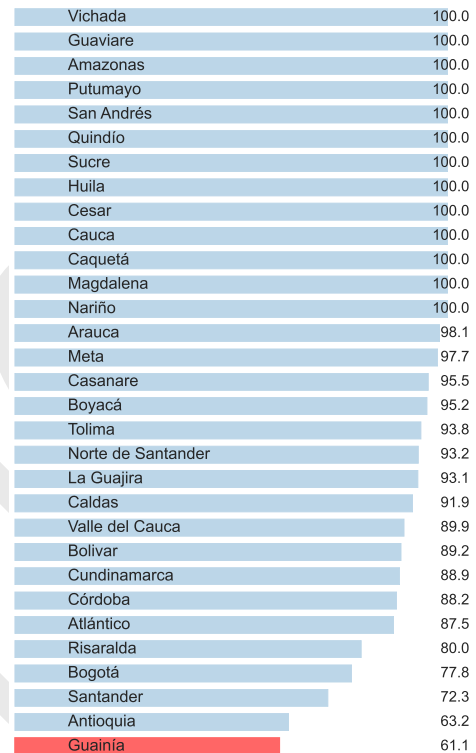 Vichada 100.0
Guaviare 100.0
Amazonas 100.0
Putumayo 100.0
San Andrés 100.0
Quindío 100.0
Sucre 100.0
Huila 100.0
Cesar 100.0
Cauca 100.0
Caquetá 100.0
Magdalena 100.0
Nariño 100.0
Arauca 98.1
Meta 97.7
Casanare 95.5
Boyacá 95.2
Tolima 93.8
Norte de Santander 93.2
La Guajira 93.1
Caldas 91.9
Valle del Cauca 89.9
Bolivar 89.2
Cundinamarca 88.9
Córdoba 88.2
Atlántico 87.5
Risaralda 80.0
Bogotá 77.8
Santander 72.3
Antioquia 63.2
Guainía 61.1